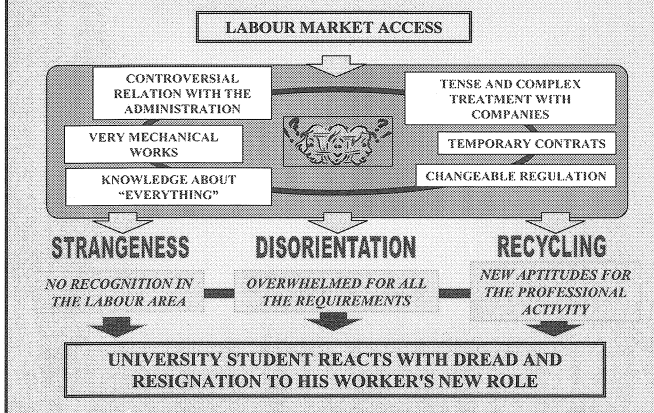 LABOUR MARKET ACCESS
CONTROVERSIAL
RELATION WITH THE
ADMINISTRATION
VERY MECHANICAL
WORKS
KNOWLEDGE ABOUT
"EVERYTHING"
TENSE AND COMPLEX
TREATMENT WITH
COMPANIES
TEMPORARY CONTRATS
CHANGEABLE REGULATION
STRANGENESS
DISORIENTATION
RECYCLING
NO RECOGNITION IN
THE LABOUR AREA
OVERWHELMED FOR ALL
THE REQUIREMENTS
NEW APTITUDES FOR
THE PROFESSIONAL
ACTIVITY
UNIVERSITY STUDENT REACTS WITH DREAD AND
RESIGNATION TO HIS WORKER'S NEW ROLE